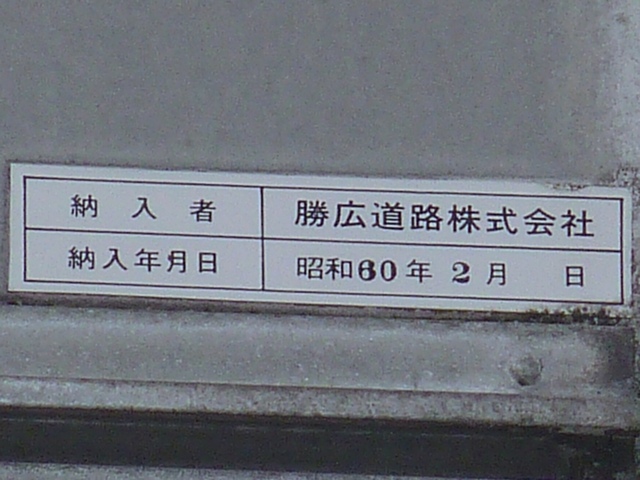 納入者 勝広道路株式会社
納入年月日 昭和60年2月 日